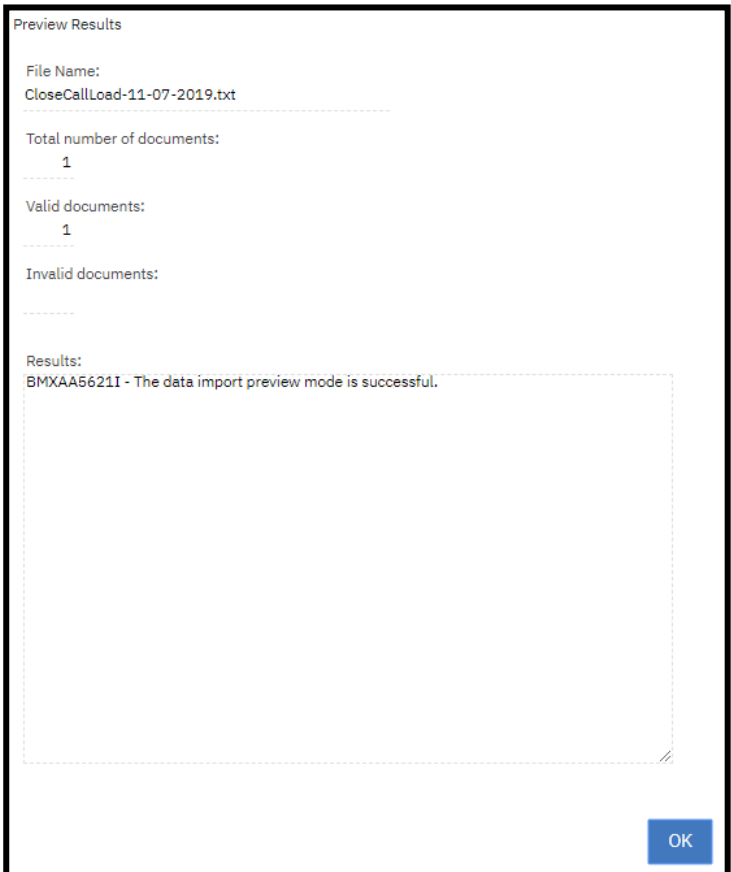 Preview Results
File Name:
CloseCallLoad-11-07-2019.txt
Total number of documents:
1
Valid documents:
1
Invalid documents:
Results:
BMXAA5621I - The data import preview mode is successful.
OK